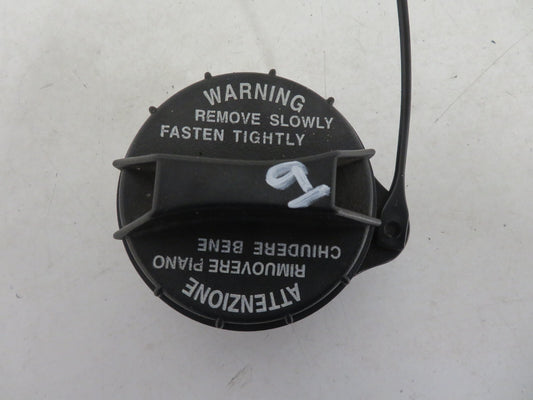 WARNING
REMOVE SLOWLY
FASTEN TIGHTLY
ATTENZIONE
RIMUOVERE PIANO
CHIUDERE BENE